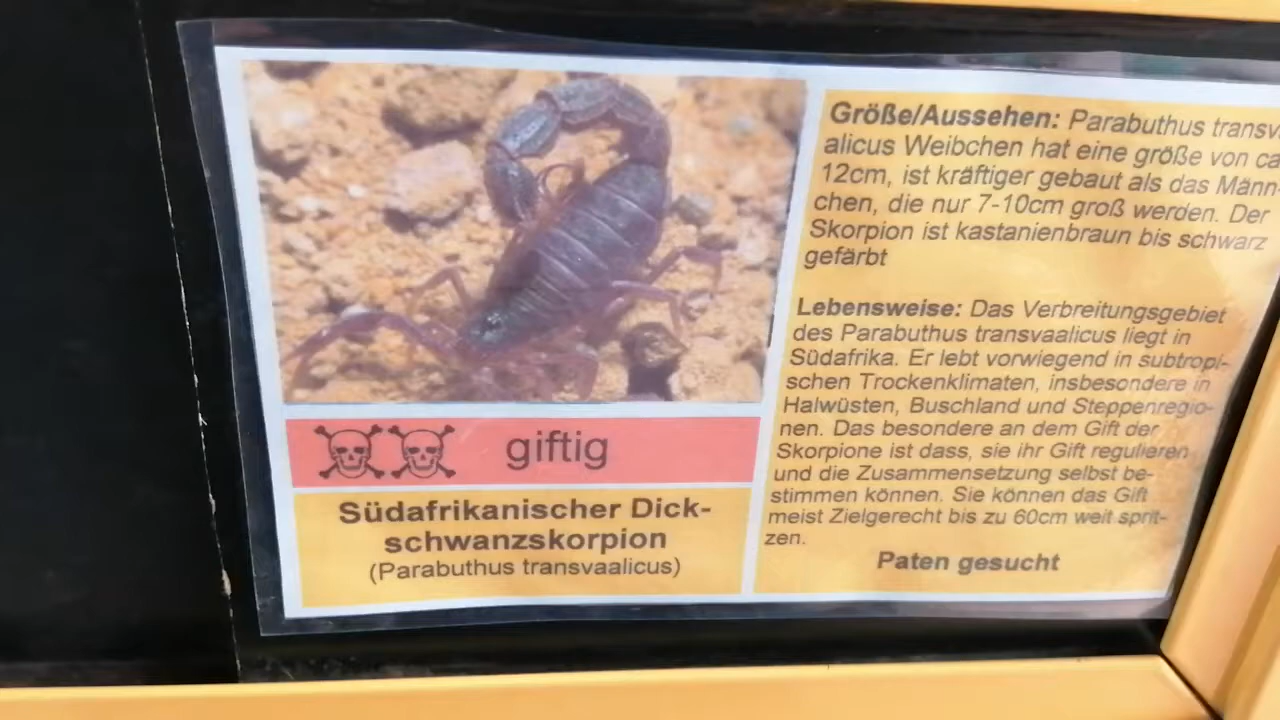 giftig
Südafrikanischer Dick-
schwanzskorpion
(Parabuthus transvaalicus)
Größe/Aussehen: Parabuthus transv
alicus Weibchen hat eine größe von ca
12cm, ist kräftiger gebaut als das Männ-
chen, die nur 7-10cm groß werden. Der
Skorpion ist kastanienbraun bis schwarz
gefärbt
Lebensweise: Das Verbreitungsgebiet
des Parabuthus transvaalicus liegt in
Südafrika. Er lebt vorwiegend in subtropi-
schen Trockenklimaten, insbesondere in
Halwüsten, Buschland und Steppenregio-
nen. Das besondere an dem Gift der
Skorpione ist dass, sie ihr Gift regulieren
und die Zusammensetzung selbst be-
stimmen können. Sie können das Gift
meist Zielgerecht bis zu 60cm weit sprit-
zen.
Paten gesucht